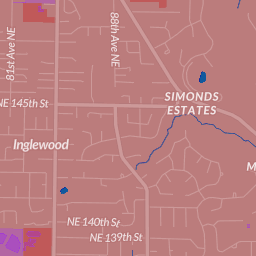 81st Ave NE
88th Ave NE
NE 145th St
SIMONDS
ESTATES
Inglewood
M
NE 140th St
NE 139th St